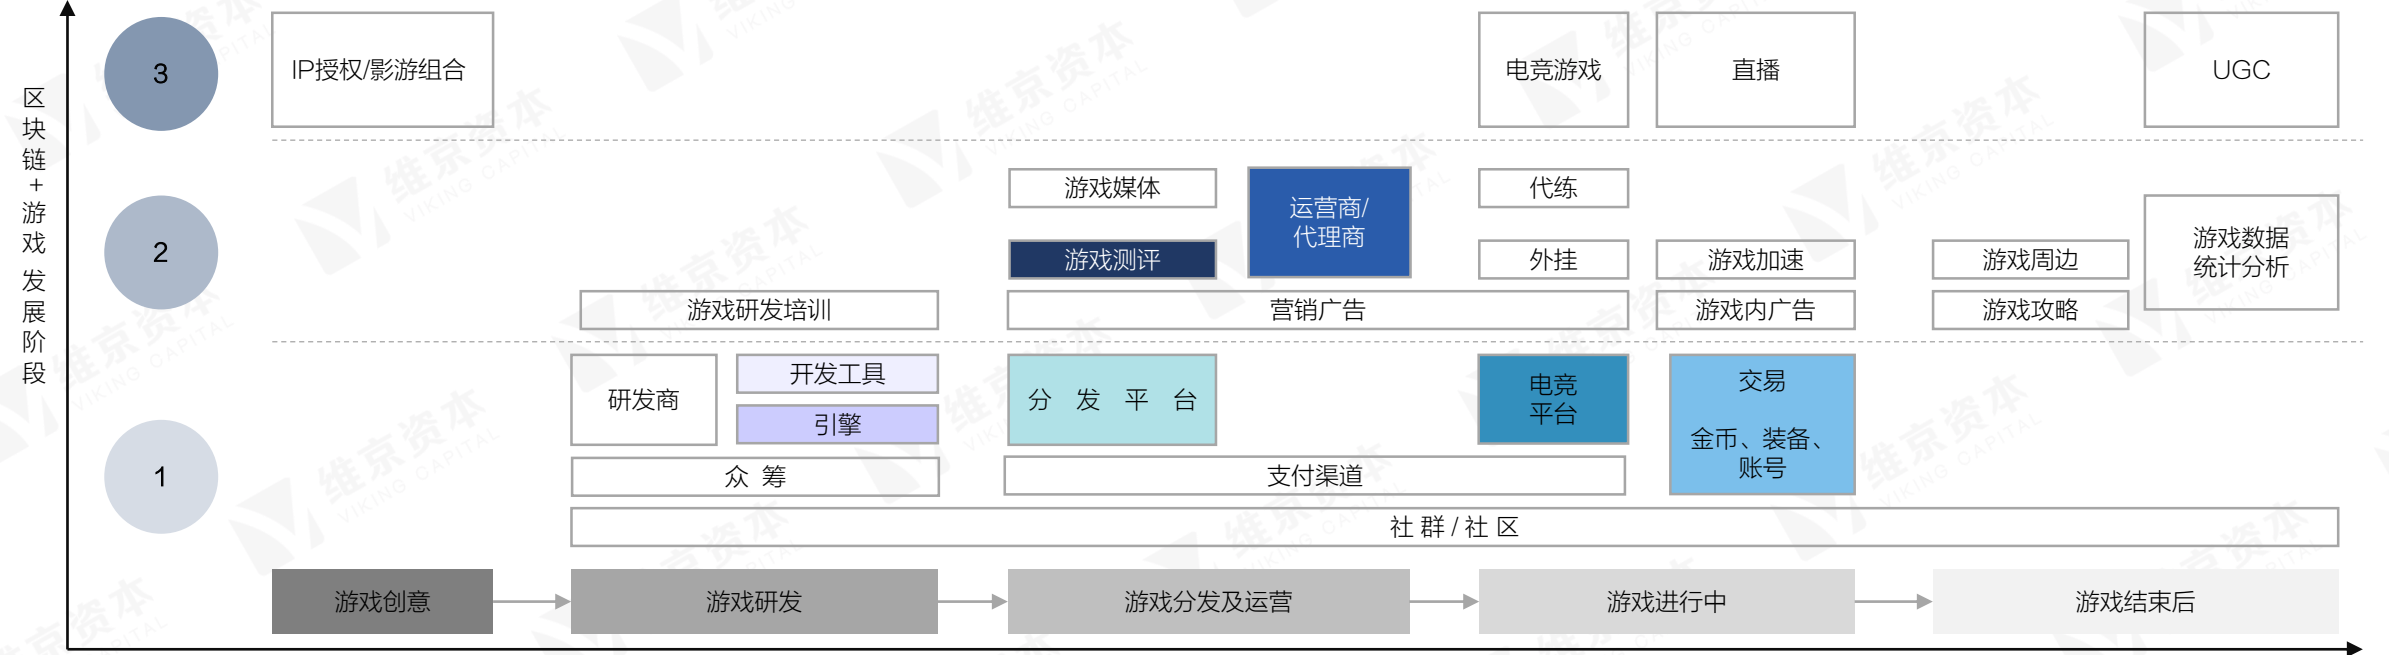 区块链+游戏 发展阶段
3
IP授权/影游组合
电竞游戏
直播
UGC
2
游戏媒体
运营商/
代理商
代练
游戏测评
外挂
游戏加速
游戏周边
游戏数据
统计分析
游戏研发培训
营销广告
游戏内广告
游戏攻略
1
研发商
开发工具
引擎
分 发 平 台
电竞
平台
交易
金币、装备、
账号
众 筹
支付渠道
社 群 / 社 区
游戏创意
游戏研发
游戏分发及运营
游戏进行中
游戏结束后
维京资本
VIKING CAPITAL